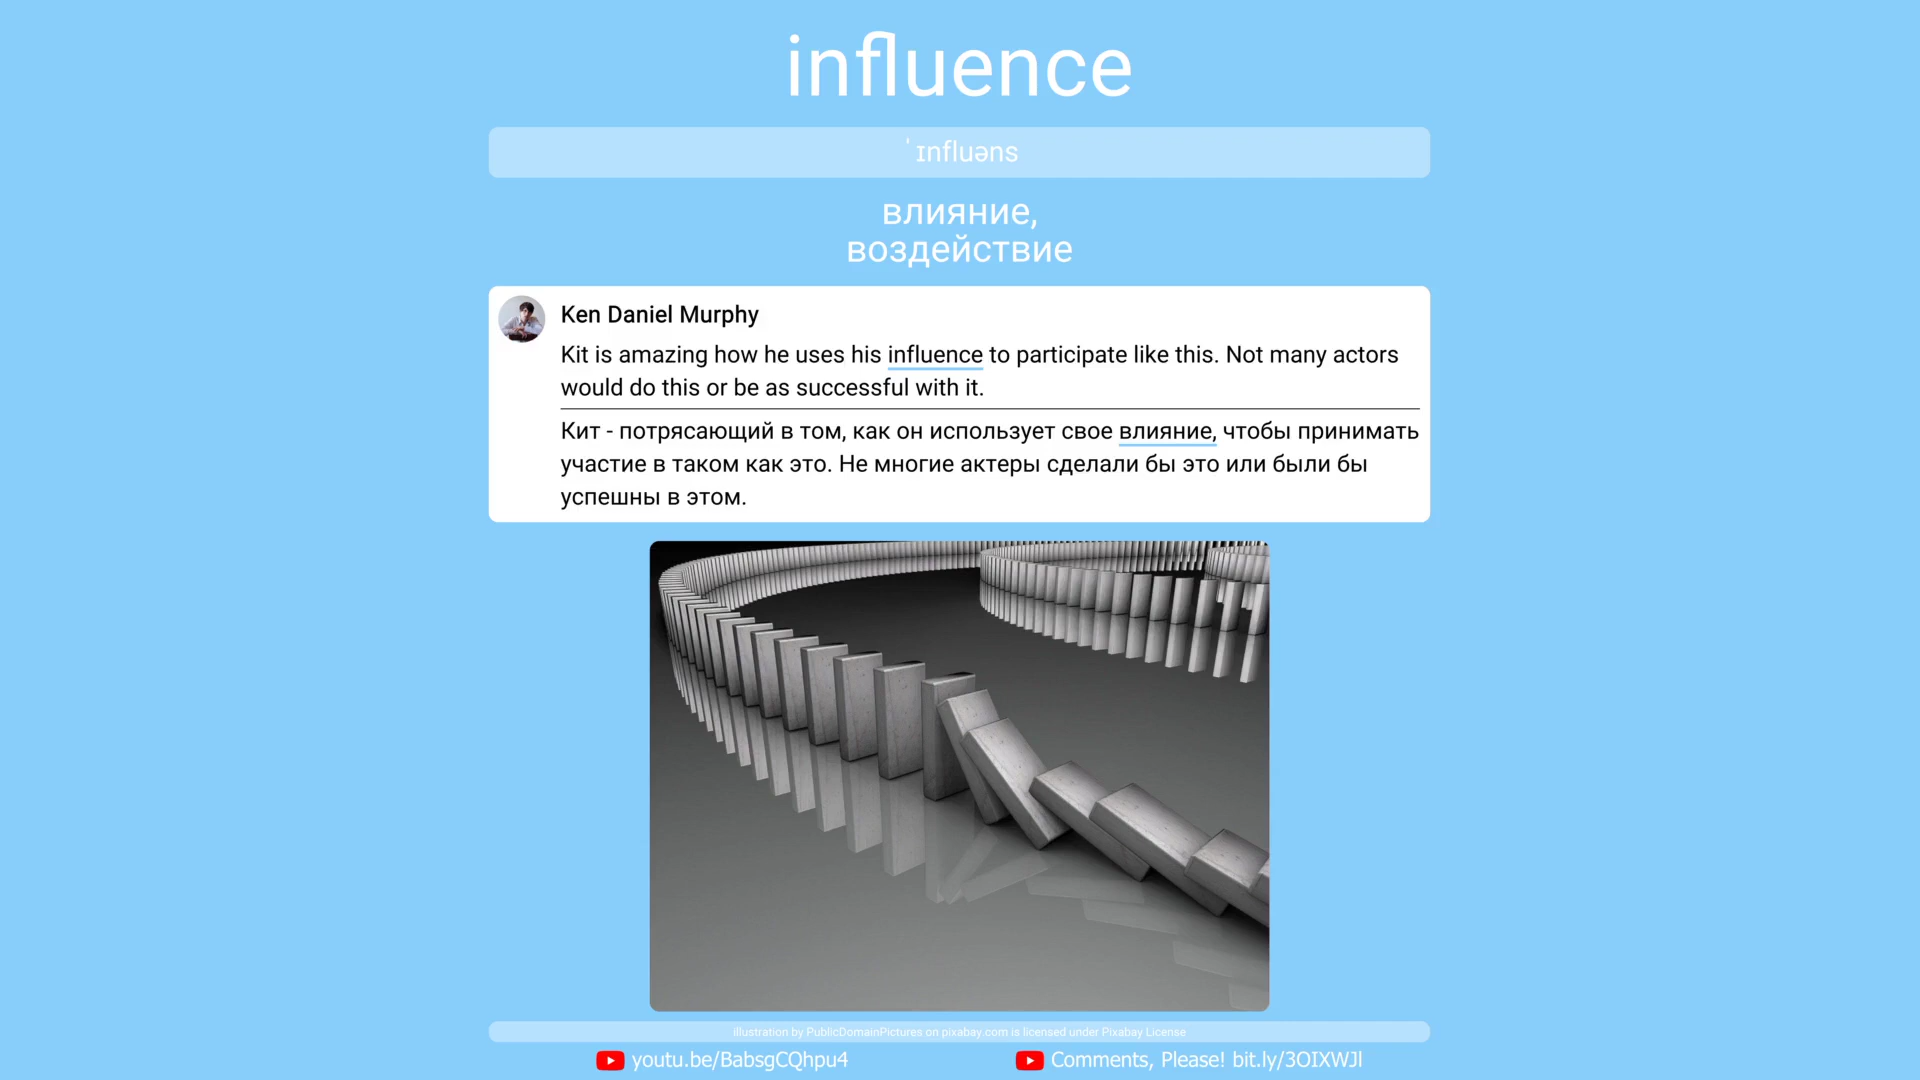 influence
ˈɪnfluəns
влияние,
воздействие
Ken Daniel Murphy
Kit is amazing how he uses his influence to participate like this. Not many actors
would do this or be as successful with it.
Кит - потрясающий в том, как он использует свое влияние, чтобы принимать
участие в таком как это. Не многие актеры сделали бы это или были бы
успешны в этом.
illustration by PublicDomainPictures on pixabay.com is licensed under Pixabay License
youtu.be/BabsgCQhpu4
Comments, Please! bit.ly/3OIXWJl